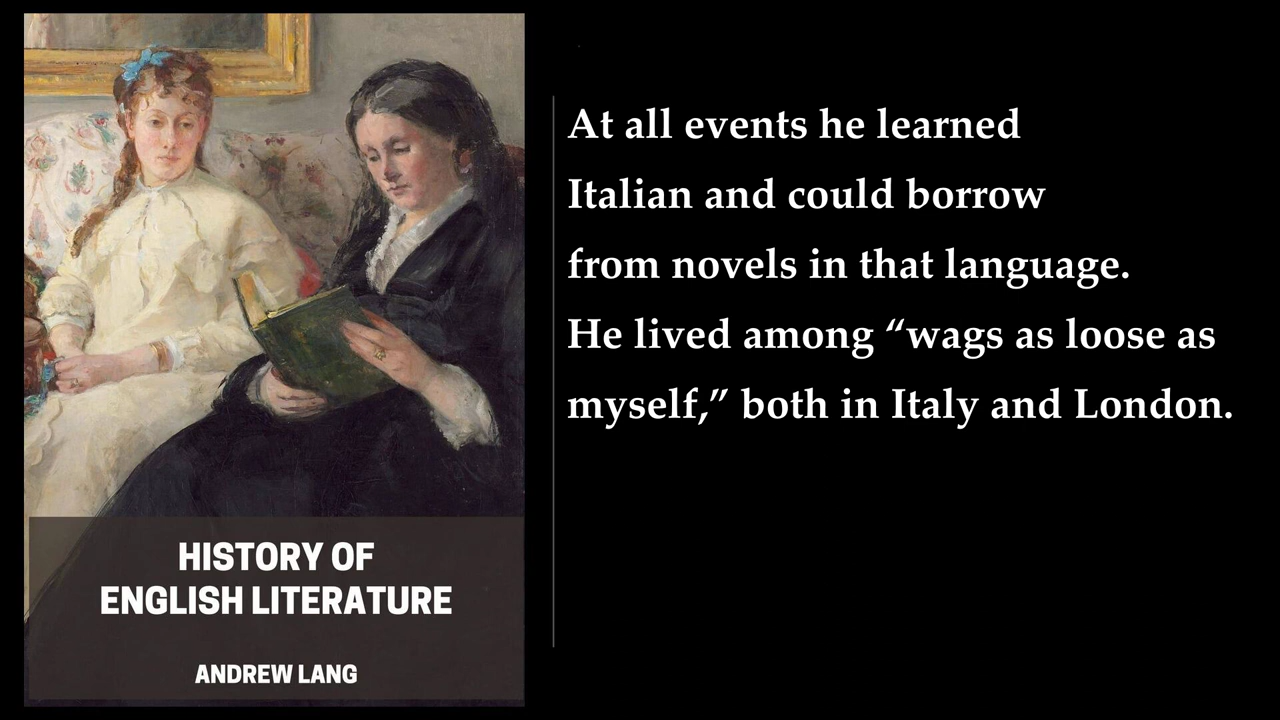 At all events he learned
Italian and could borrow
from novels in that language.
He lived among “wags as loose as
myself,” both in Italy and London.
HISTORY OF
ENGLISH LITERATURE
ANDREW LANG